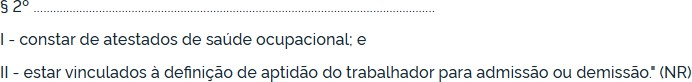 § 2º ...................................................................................................................
I - constar de atestados de saúde ocupacional; e
II - estar vinculados à definição de aptidão do trabalhador para admissão ou demissão." (NR)